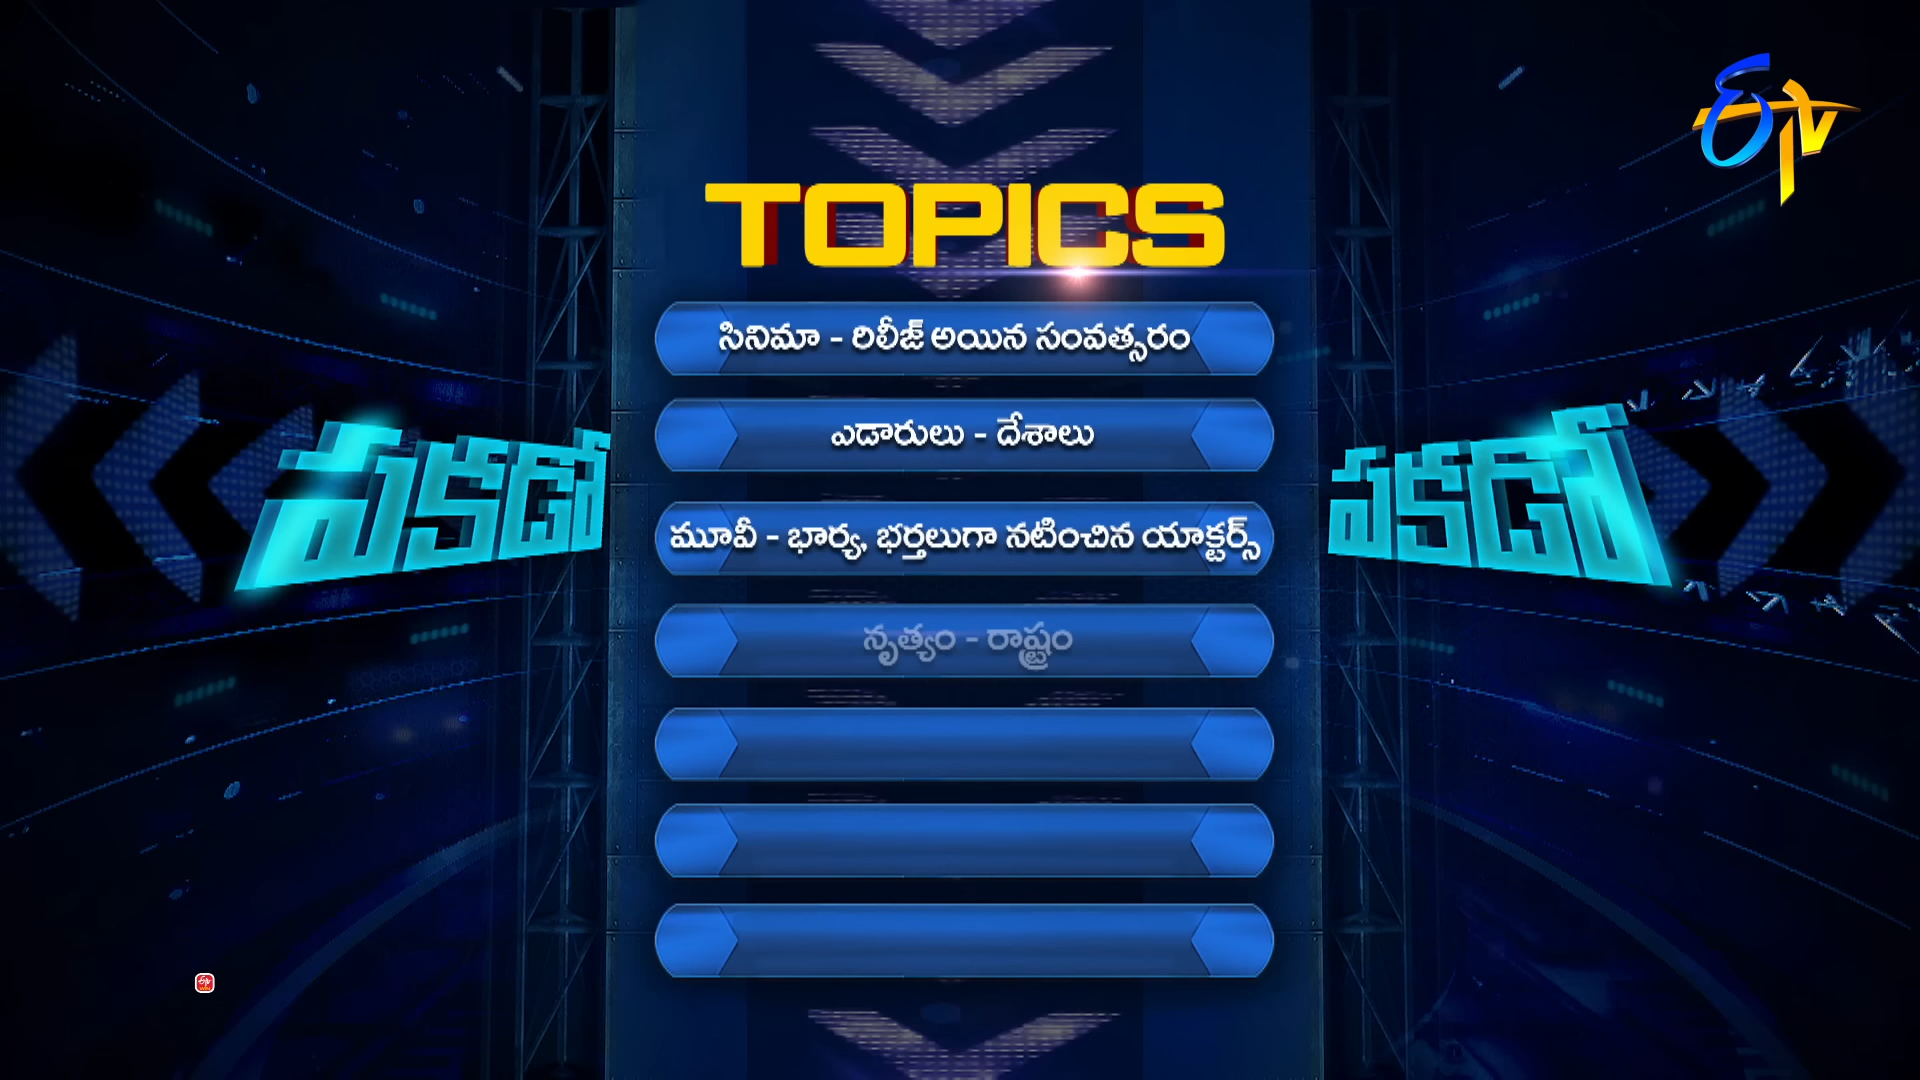 ETV
TOPICS
సినిమా - రిలీజ్ అయిన సంవత్సరం
ఎడారులు - దేశాలు
పకడో
పకడో
మూవీ - భార్య, భర్తలుగా నటించిన యాక్టర్స్
నృత్యం - రాష్ట్రం